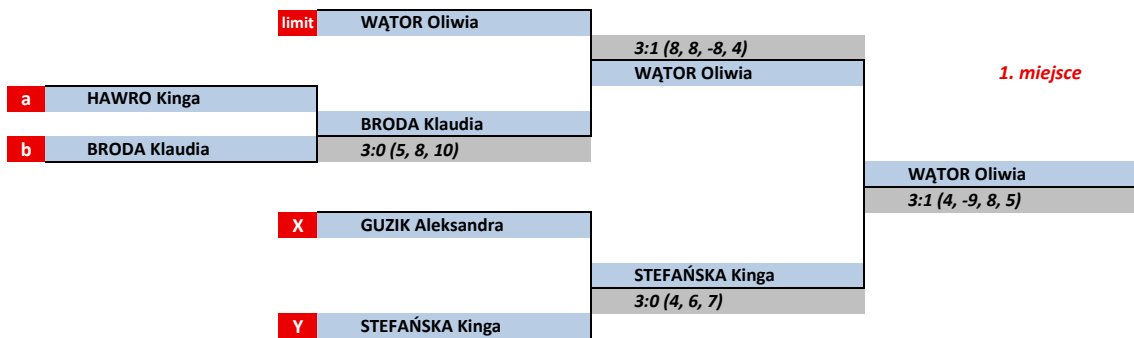 limit WĄTOR Oliwia
3:1 (8, 8, -8, 4)
WĄTOR Oliwia
1. miejsce
a HAWRO Kinga
BRODA Klaudia
b BRODA Klaudia
3:0 (5, 8, 10)
WĄTOR Oliwia
3:1 (4, -9, 8, 5)
X GUZIK Aleksandra
STEFAŃSKA Kinga
3:0 (4, 6, 7)
Y STEFAŃSKA Kinga